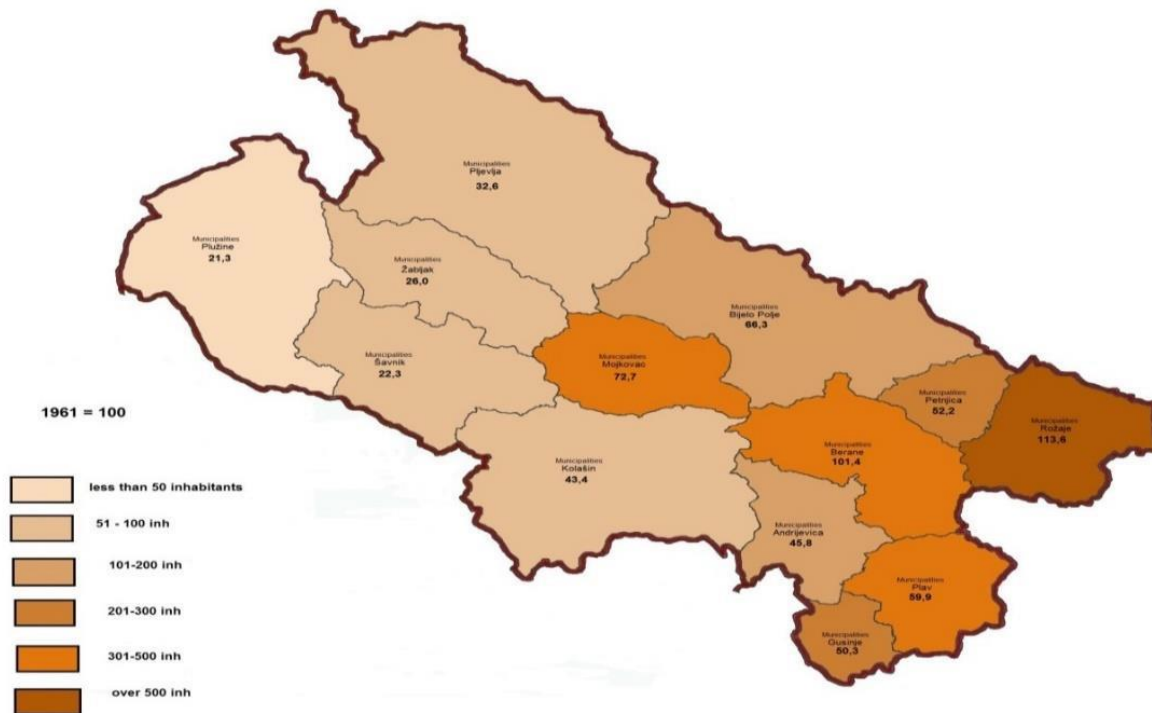 Municipalities
Pljevlja
32,6
Municipalities
Plužine
21,3
Municipalities
Žabljak
26,0
Municipalities
Bijelo Polje
66,3
Municipalities
Šavnik
22,3
Municipalities
Mojkovac
72,7
Municipalities
Petnjica
52,2
Municipalities
Rožaje
113,6
Municipalities
Berane
101,4
Municipalities
Kolašin
43,4
Municipalities
Andrijevica
45,8
Municipalities
Plav
59,9
Municipalities
Gusinje
50,3
1961 = 100
less than 50 inhabitants
51 - 100 inh
101-200 inh
201-300 inh
301-500 inh
over 500 inh